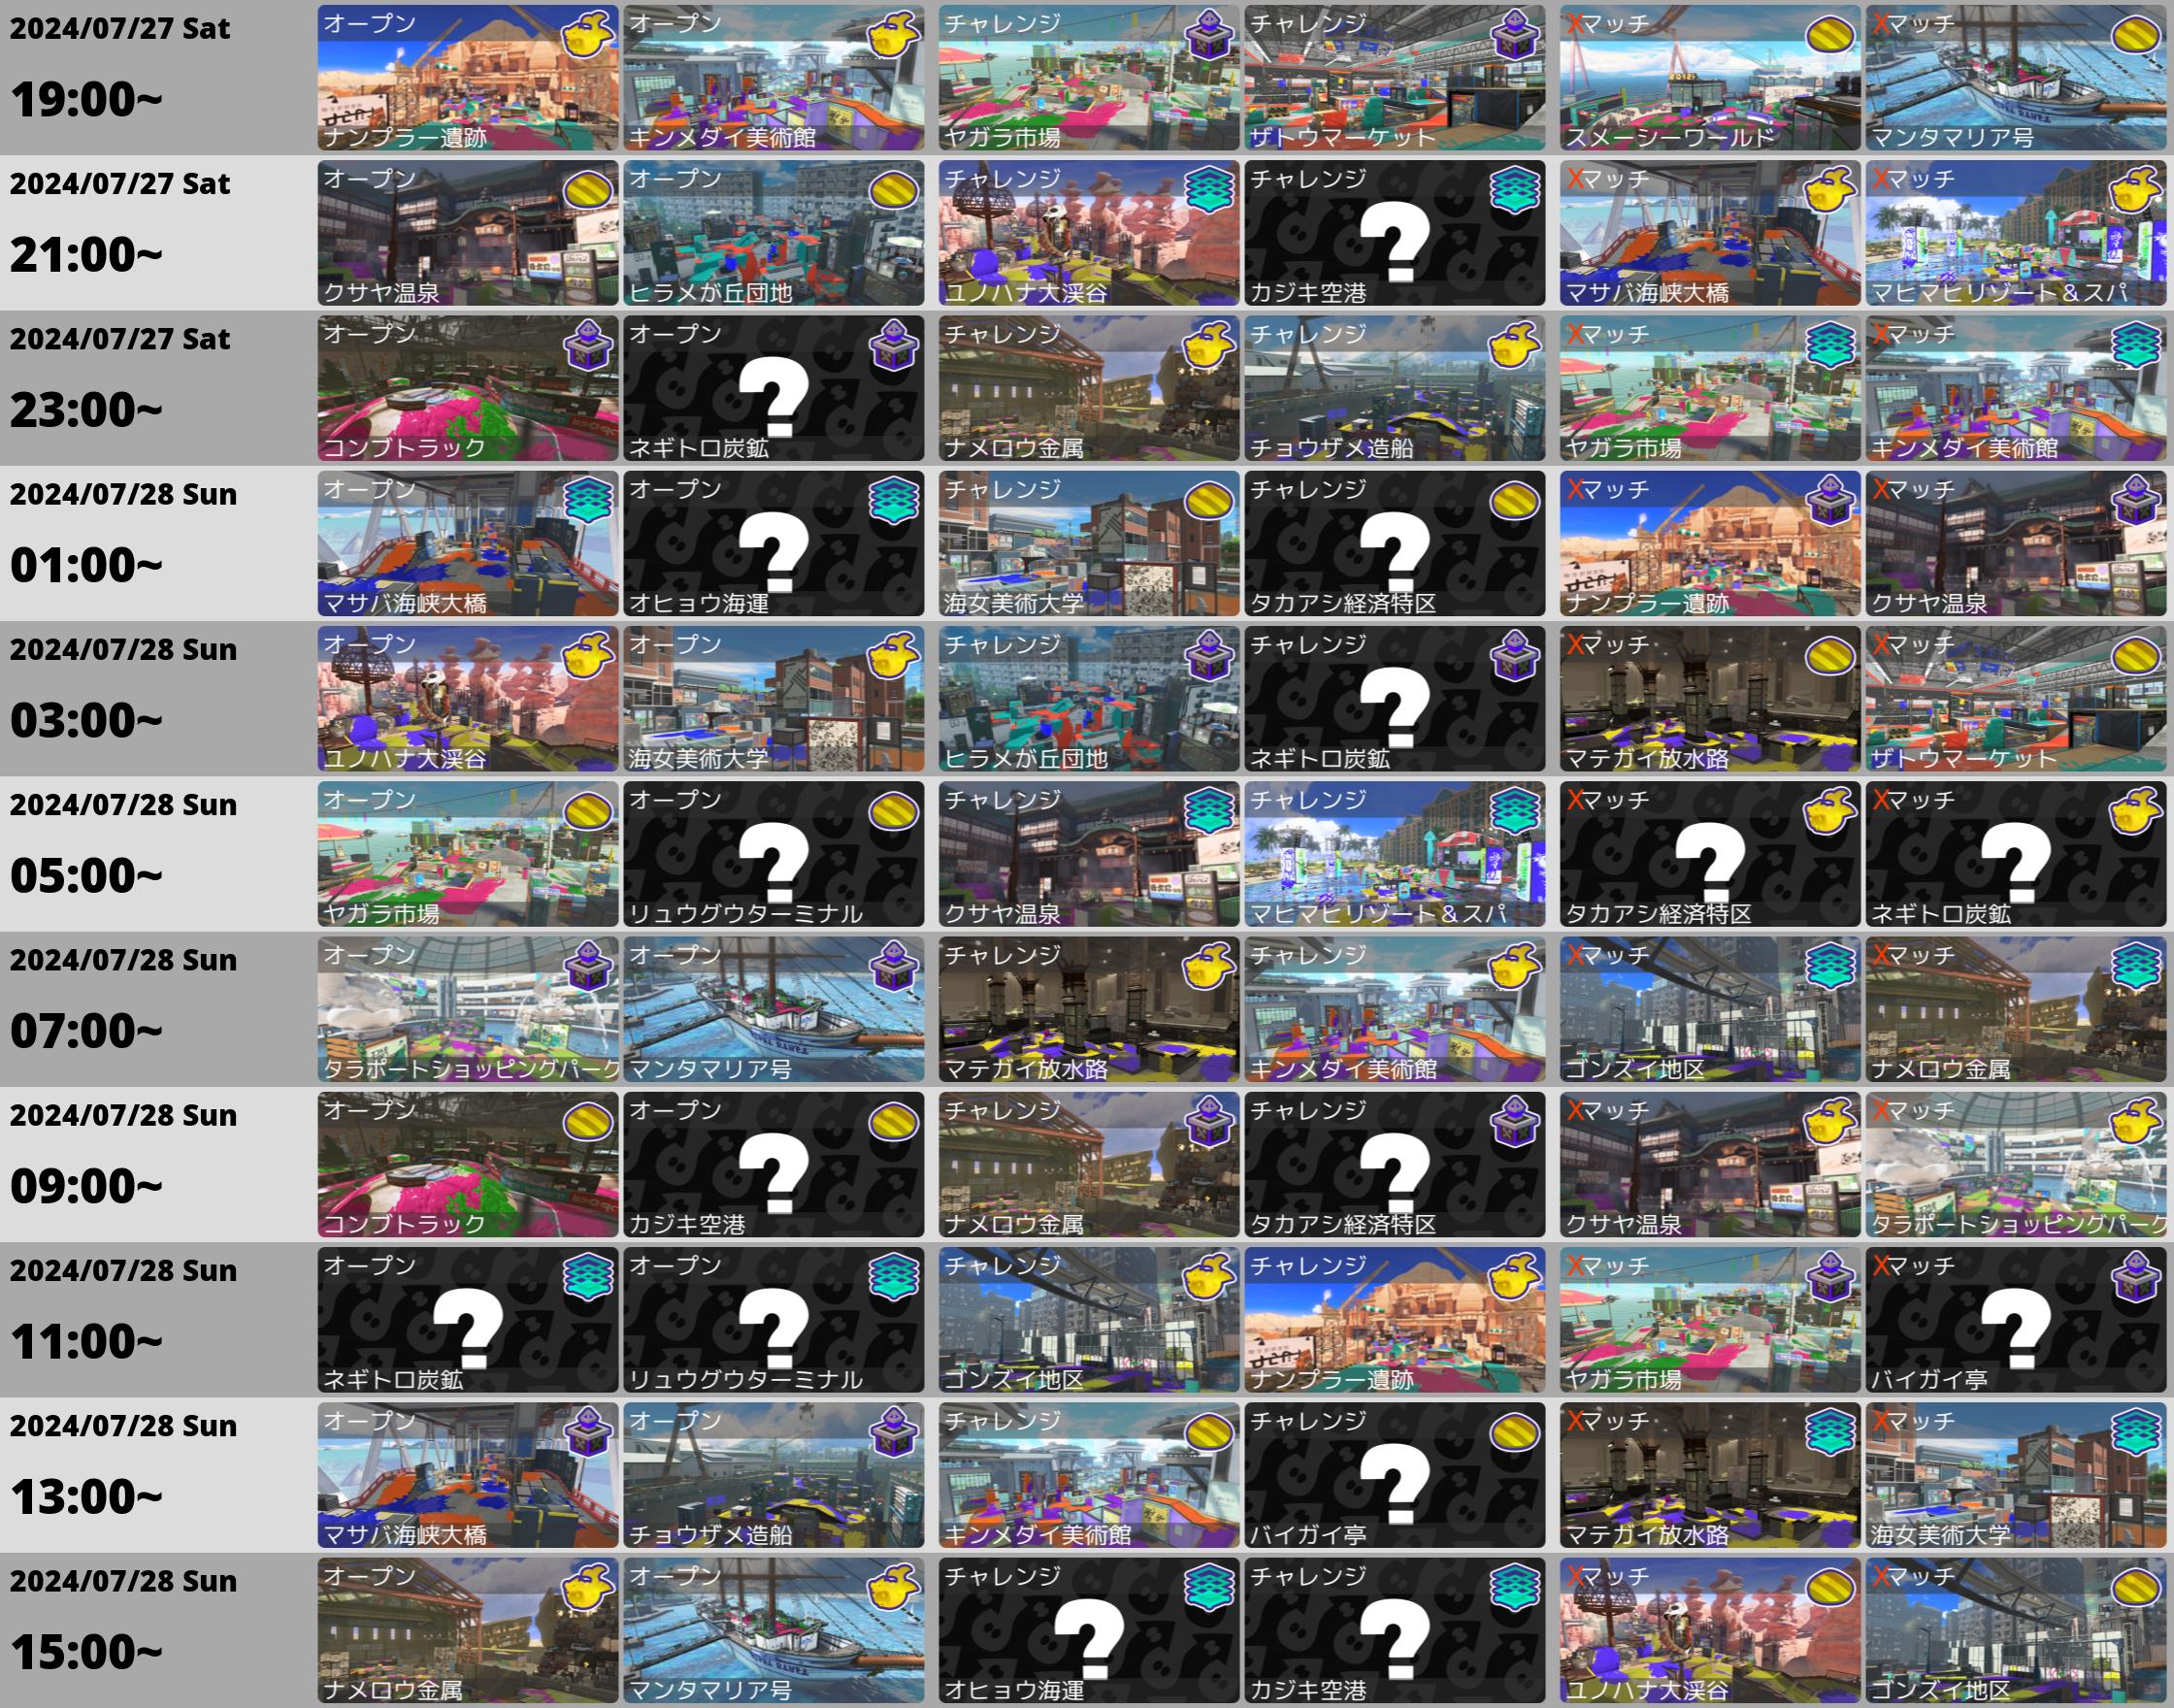 2024/07/27 Sat
19:00~
オープン オープン チャレンジ チャレンジ Xマッチ Xマッチ
ナンプラー遺跡 キンメダイ美術館 ヤガラ市場 ザトウマーケット スメーシーワールド マンタマリア号
2024/07/27 Sat
21:00~
オープン オープン チャレンジ チャレンジ Xマッチ Xマッチ
?
クサヤ温泉 ヒラメが丘団地 ユノハナ大渓谷 カジキ空港 マサバ海峡大橋 マヒマヒリゾート&スパ
2024/07/27 Sat
23:00~
オープン オープン チャレンジ チャレンジ Xマッチ Xマッチ
?
コンブトラック ネギトロ炭鉱 ナメロウ金属 チョウザメ造船 ヤガラ市場 キンメダイ美術館
2024/07/28 Sun
01:00~
オープン オープン チャレンジ チャレンジ Xマッチ Xマッチ
? ?
マサバ海峡大橋 オヒョウ海運 海女美術大学 タカアシ経済特区 ナンプラー遺跡 クサヤ温泉
2024/07/28 Sun
03:00~
オープン オープン チャレンジ チャレンジ Xマッチ Xマッチ
?
ユノハナ大渓谷 海女美術大学 ヒラメが丘団地 ネギトロ炭鉱 マテガイ放水路 ザトウマーケット
2024/07/28 Sun
05:00~
オープン オープン チャレンジ チャレンジ Xマッチ Xマッチ
? ? ?
ヤガラ市場 リュウグウターミナル クサヤ温泉 マヒマヒリゾート&スパ タカアシ経済特区 ネギトロ炭鉱
2024/07/28 Sun
07:00~
オープン オープン チャレンジ チャレンジ Xマッチ Xマッチ
タラポートショッピングパーク マンタマリア号 マテガイ放水路 キンメダイ美術館 ゴンズイ地区 ナメロウ金属
2024/07/28 Sun
09:00~
オープン オープン チャレンジ チャレンジ Xマッチ Xマッチ
? ?
コンブトラック カジキ空港 ナメロウ金属 タカアシ経済特区 クサヤ温泉 タラポートショッピングパーク
2024/07/28 Sun
11:00~
オープン オープン チャレンジ チャレンジ Xマッチ Xマッチ
? ? ?
ネギトロ炭鉱 リュウグウターミナル ゴンズイ地区 ナンプラー遺跡 ヤガラ市場 バイガイ亭
2024/07/28 Sun
13:00~
オープン オープン チャレンジ チャレンジ Xマッチ Xマッチ
?
マサバ海峡大橋 チョウザメ造船 キンメダイ美術館 バイガイ亭 マテガイ放水路 海女美術大学
2024/07/28 Sun
15:00~
オープン オープン チャレンジ チャレンジ Xマッチ Xマッチ
? ?
ナメロウ金属 マンタマリア号 オヒョウ海運 カジキ空港 ユノハナ大渓谷 ゴンズイ地区